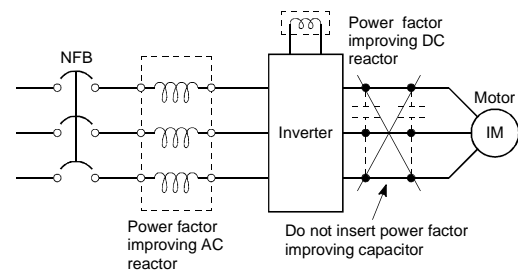 Power factor
improving DC
reactor
NFB
Motor
Inverter
IM
Power factor
improving AC
reactor
Do not insert power factor
improving capacitor